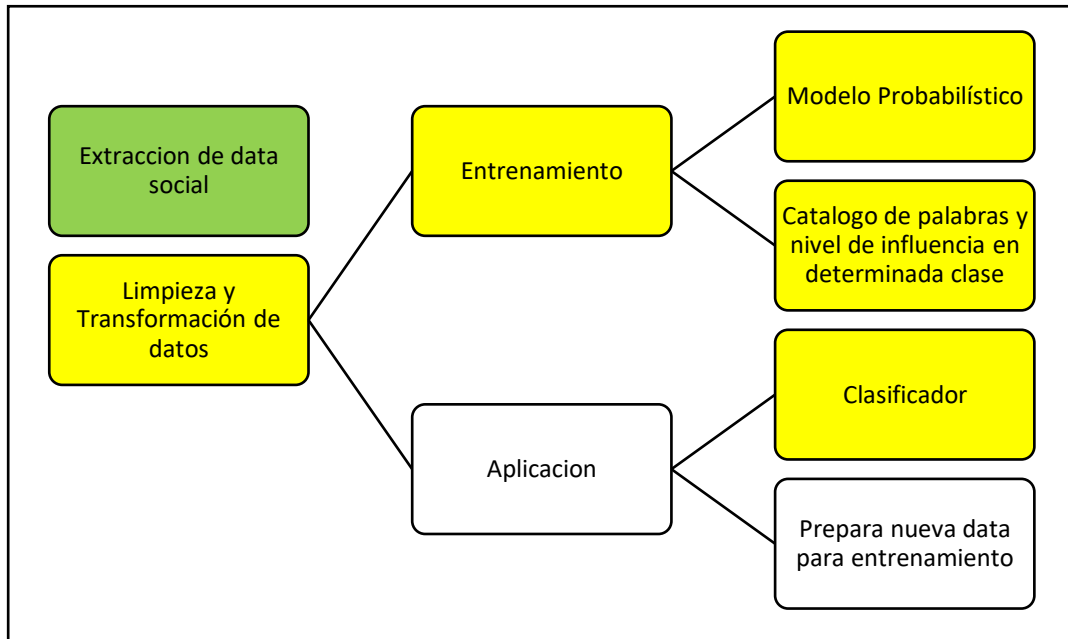 Extraccion de data
social
Limpieza y
Transformación de
datos
Entrenamiento
Aplicacion
Modelo Probabilístico
Catalogo de palabras y
nivel de influencia en
determinada clase
Clasificador
Prepara nueva data
para entrenamiento